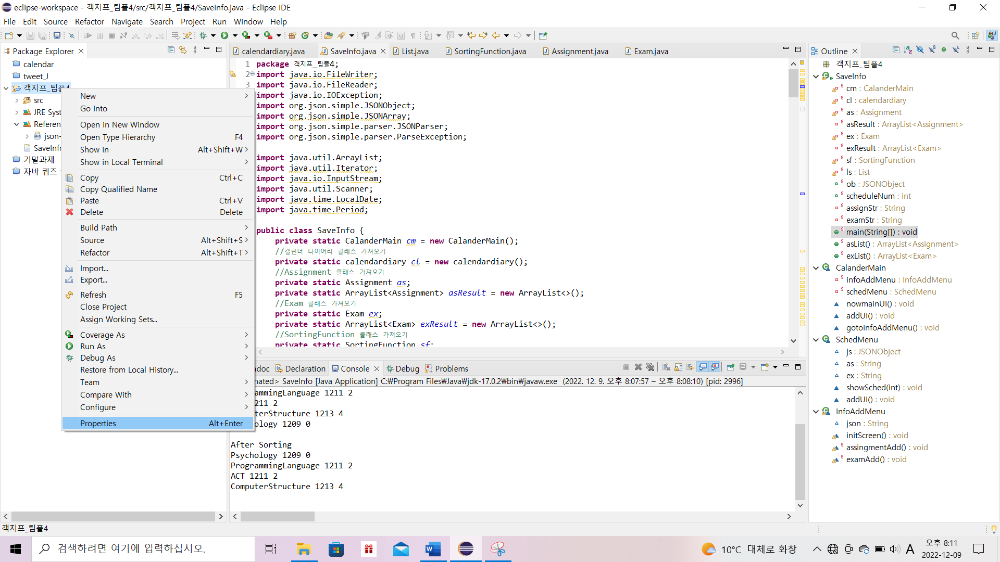 eclipse-workspace - 객지프_팀플4/src/객지프_팀플4/SaveInfo.java - Eclipse IDE
File Edit Source Refactor Navigate Search Project Run Window Help
Package Explorer
calendar
tweet_J
객지프_팀플4
src
JRE Syst
Referen
json-
SaveInfo
기말과제
자바 퀴즈
New
Go Into
Open in New Window
Open Type Hierarchy F4
Show In Alt+Shift+W
Show in Local Terminal
Copy Ctrl+C
Copy Qualified Name
Paste Ctrl+V
Delete Delete
Build Path
Source Alt+Shift+S
Refactor Alt+Shift+T
Import...
Export...
Refresh F5
Close Project
Assign Working Sets...
Coverage As
Run As
Debug As
Restore from Local History...
Team
Compare With
Configure
Properties Alt+Enter
calendardiary.java SaveInfo.java List.java SortingFunction.java Assignment.java Exam.java
1 package 객지프_팀플4;
2 import java.io.FileWriter;
3 import java.io.FileReader;
import java.io.IOException;
import org.json.simple.JSONObject;
import org.json.simple.JSONArray;
import org.json.simple.parser.JSONParser;
import org.json.simple.parser.ParseException;
import java.util.ArrayList;
import java.util.Iterator;
import java.io.InputStream;
import java.util.Scanner;
import java.time.LocalDate;
import java.time.Period;
public class SaveInfo {
private static CalanderMain cm = new CalanderMain();
//캘린더 다이어리 클래스 가져오기
private static calendardiary cl = new calendardiary();
//Assignment 클래스 가져오기
private static Assignment as;
private static ArrayList<Assignment> asResult = new ArrayList<>();
//Exam 클래스 가져오기
private static Exam ex;
private static ArrayList<Exam> exResult = new ArrayList<>();
//SortingFunction 클래스 가져오기
private static SortingFunction sf;
adoc Declaration Console Debug Problems
nated> SaveInfo [Java Application] C:₩Program Files₩Java₩jdk-17.0.2₩bin₩javaw.exe (2022. 12. 9. 오후 8:07:57 – 오후 8:08:10) [pid: 2996]
ammingLanguage 1211 2
211 2
terStructure 1213 4
ology 1209 0
After Sorting
Psychology 1209 0
ProgrammingLanguage 1211 2
ACT 1211 2
ComputerStructure 1213 4
Outline
객지프_팀플4
SaveInfo
cm : CalanderMain
cl : calendardiary
as : Assignment
asResult : ArrayList<Assignment>
ex : Exam
exResult : ArrayList<Exam>
sf : SortingFunction
ls : List
ob : JSONObject
scheduleNum : int
assignStr : String
examStr : String
main(String[]) : void
asList() : ArrayList<Assignment>
exList() : ArrayList<Exam>
CalanderMain
infoAddMenu : InfoAddMenu
schedMenu : SchedMenu
nowmainUI() : void
addUI() : void
gotoInfoAddMenu() : void
SchedMenu
js : JSONObject
as : String
ex : String
showSched(int) : void
addUI() : void
InfoAddMenu
json : String
initScreen() : void
assingmentAdd() : void
examAdd() : void
객지프_팀플4
검색하려면 여기에 입력하십시오.
10°C 대체로 화창
A
오후 8:11
2022-12-09